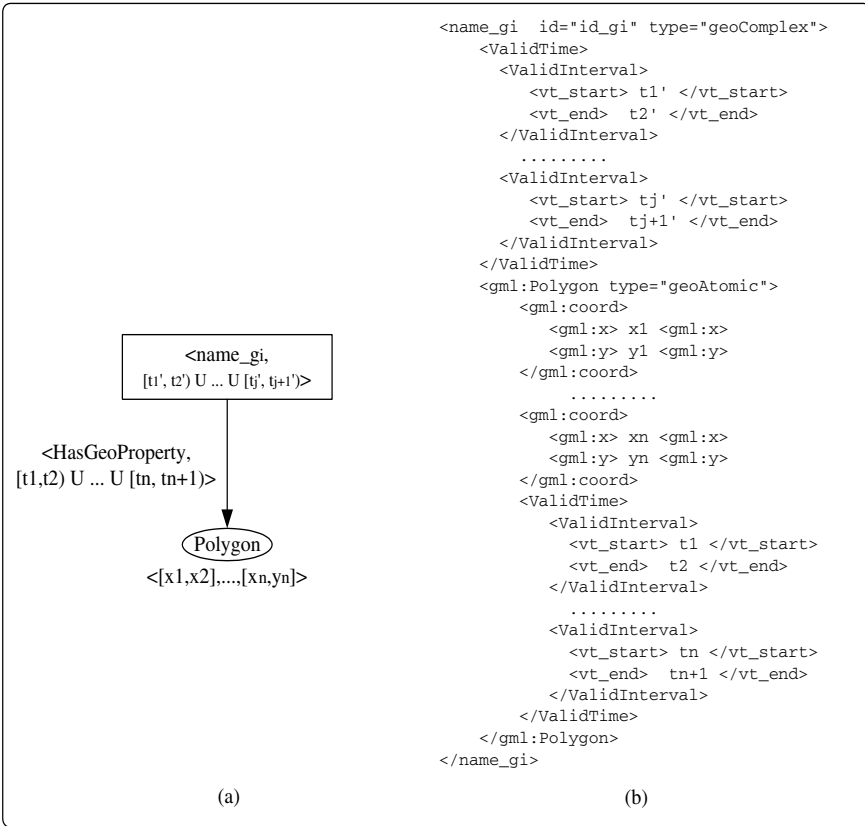 <name_gi,
[t1', t2') U ... U [tj', tj+1')>
<HasGeoProperty,
[t1,t2) U ... U [tn, tn+1)>
Polygon
<[x1,x2],...,[xn,yn]>
(a)
<name_gi  id="id_gi" type="geoComplex">
<ValidTime>
<ValidInterval>
<vt_start> t1' </vt_start>
<vt_end>  t2' </vt_end>
</ValidInterval>
.........
<ValidInterval>
<vt_start> tj' </vt_start>
<vt_end>  tj+1' </vt_end>
</ValidInterval>
</ValidTime>
<gml:Polygon type="geoAtomic">
<gml:coord>
<gml:x> x1 <gml:x>
<gml:y> y1 <gml:y>
</gml:coord>
.........
<gml:coord>
<gml:x> xn <gml:x>
<gml:y> yn <gml:y>
</gml:coord>
<ValidTime>
<ValidInterval>
<vt_start> t1 </vt_start>
<vt_end>  t2 </vt_end>
</ValidInterval>
.........
<ValidInterval>
<vt_start> tn </vt_start>
<vt_end>  tn+1 </vt_end>
</ValidInterval>
</ValidTime>
</gml:Polygon>
</name_gi>
(b)